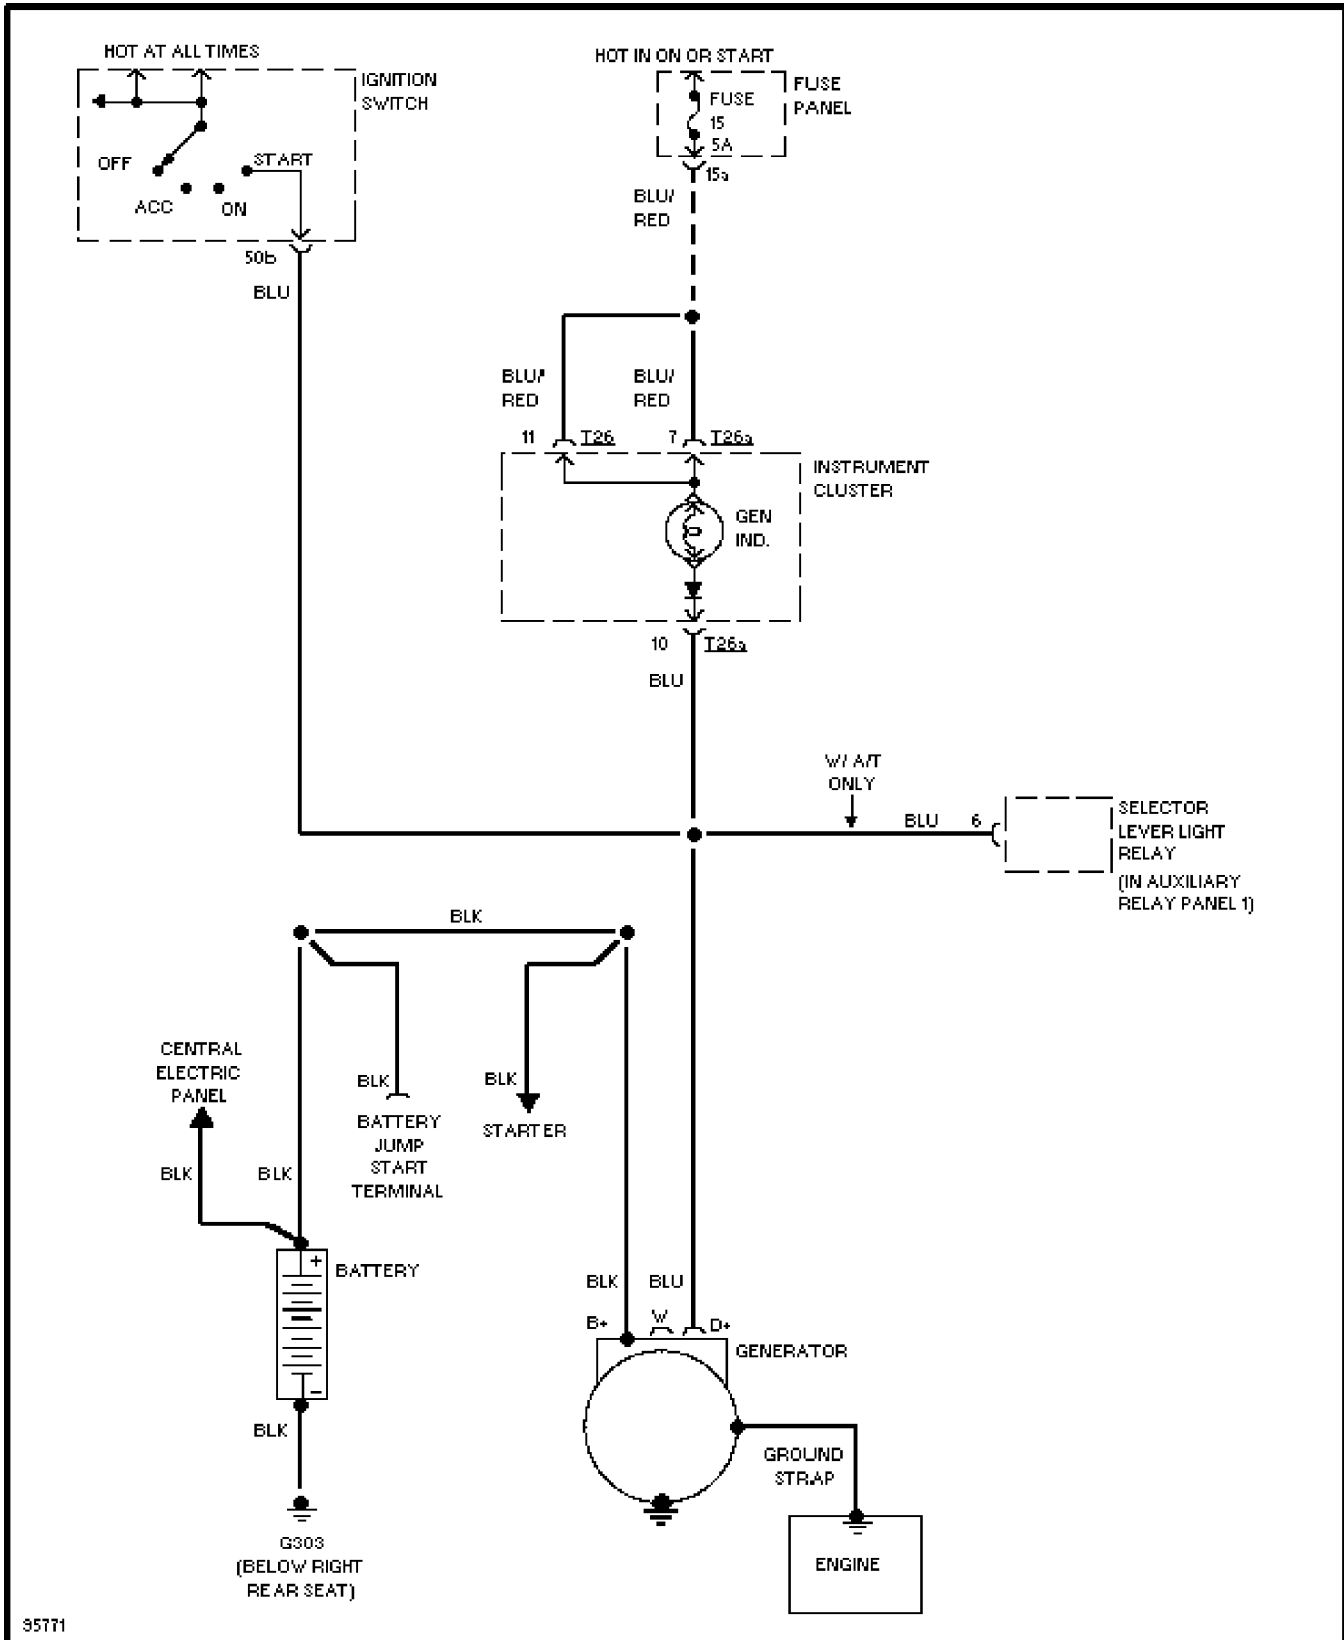 HOT AT ALL TIMES
IGNITION
SWITCH
OFF
START
ACC
ON
50b
BLU
HOT IN ON OR START
FUSE
PANEL
FUSE
15
5A
15a
BLU/
RED
BLU/
RED
BLU/
RED
11
T26
7
T26a
INSTRUMENT
CLUSTER
GEN
IND.
10
T26a
BLU
W/ A/T
ONLY
BLU
6
SELECTOR
LEVER LIGHT
RELAY
(IN AUXILIARY
RELAY PANEL 1)
BLK
CENTRAL
ELECTRIC
PANEL
BLK
BLK
BLK
BATTERY
JUMP
START
TERMINAL
BLK
STARTER
+
BATTERY
−
BLK
G303
(BELOW RIGHT
REAR SEAT)
BLK
BLU
B+
W
D+
GENERATOR
GROUND
STRAP
ENGINE
95771